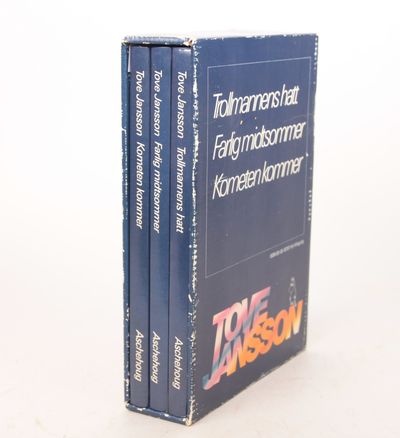 Tove Jansson Kometen kommer Aschehoug
Tove Jansson Farlig midtsommer Aschehoug
Tove Jansson Trollmannens hatt Aschehoug
Trollmannens hatt
Farlig midtsommer
Kometen kommer
TOVE
JANSSON